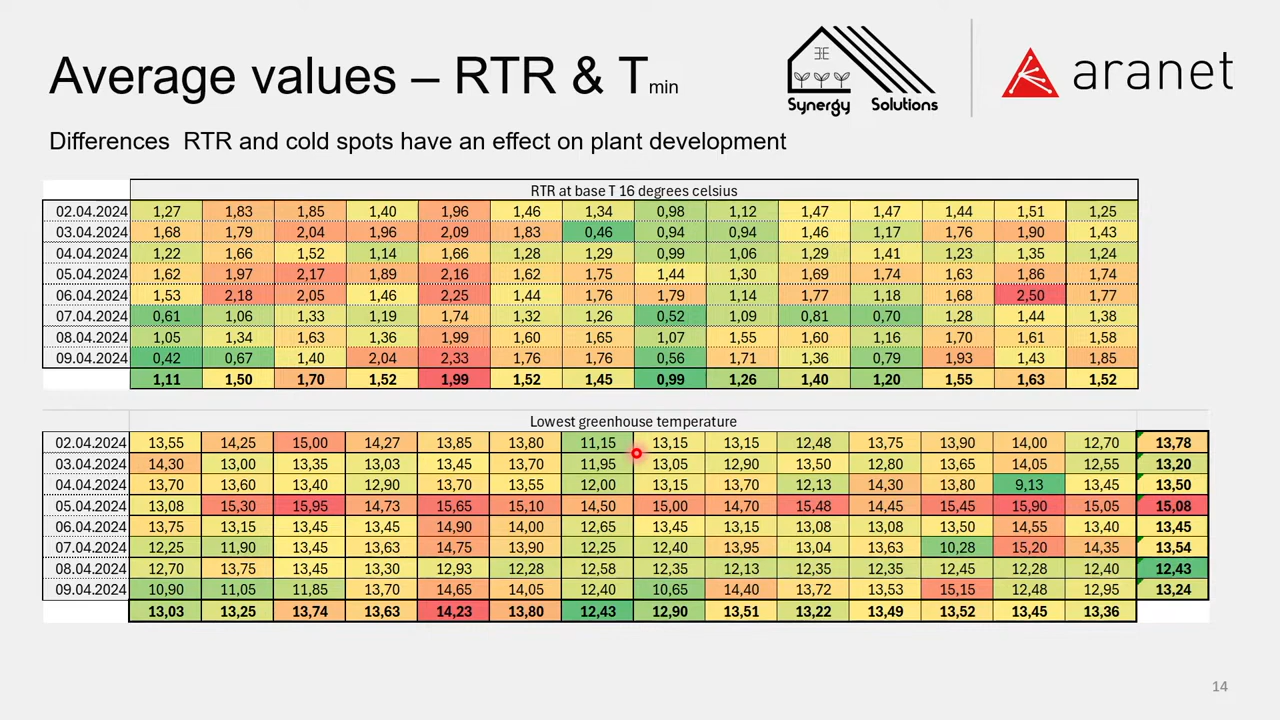 Average values – RTR & Tmin
Synergy Solutions
aranet
Differences  RTR and cold spots have an effect on plant development
RTR at base T 16 degrees celsius
02.04.2024 1,27 1,83 1,85 1,40 1,96 1,46 1,34 0,98 1,12 1,47 1,47 1,44 1,51 1,25
03.04.2024 1,68 1,79 2,04 1,96 2,09 1,83 0,46 0,94 0,94 1,46 1,17 1,76 1,90 1,43
04.04.2024 1,22 1,66 1,52 1,14 1,66 1,28 1,29 0,99 1,06 1,29 1,41 1,23 1,35 1,24
05.04.2024 1,62 1,97 2,17 1,89 2,16 1,62 1,75 1,44 1,30 1,69 1,74 1,63 1,86 1,74
06.04.2024 1,53 2,18 2,05 1,46 2,25 1,44 1,76 1,79 1,14 1,77 1,18 1,68 2,50 1,77
07.04.2024 0,61 1,06 1,33 1,19 1,74 1,32 1,26 0,52 1,09 0,81 0,70 1,28 1,44 1,38
08.04.2024 1,05 1,34 1,63 1,36 1,99 1,60 1,65 1,07 1,55 1,60 1,16 1,70 1,61 1,58
09.04.2024 0,42 0,67 1,40 2,04 2,33 1,76 1,76 0,56 1,71 1,36 0,79 1,93 1,43 1,85
1,11 1,50 1,70 1,52 1,99 1,52 1,45 0,99 1,26 1,40 1,20 1,55 1,63 1,52
Lowest greenhouse temperature
02.04.2024 13,55 14,25 15,00 14,27 13,85 13,80 11,15 13,15 13,15 12,48 13,75 13,90 14,00 12,70 13,78
03.04.2024 14,30 13,00 13,35 13,03 13,45 13,70 11,95 13,05 12,90 13,50 12,80 13,65 14,05 12,55 13,20
04.04.2024 13,70 13,60 13,40 12,90 13,70 13,55 12,00 13,15 13,70 12,13 14,30 13,80 9,13 13,45 13,50
05.04.2024 13,08 15,30 15,95 14,73 15,65 15,10 14,50 15,00 14,70 15,48 14,45 15,45 15,90 15,05 15,08
06.04.2024 13,75 13,15 13,45 13,45 14,90 14,00 12,65 13,45 13,15 13,08 13,08 13,50 14,55 13,40 13,45
07.04.2024 12,25 11,90 13,45 13,63 14,75 13,90 12,25 12,40 13,95 13,04 13,63 10,28 15,20 14,35 13,54
08.04.2024 12,70 13,75 13,45 13,30 12,93 12,28 12,58 12,35 12,13 12,35 12,35 12,45 12,28 12,40 12,43
09.04.2024 10,90 11,05 11,85 13,70 14,65 14,05 12,40 10,65 14,40 13,72 13,53 15,15 12,48 12,95 13,24
13,03 13,25 13,74 13,63 14,23 13,80 12,43 12,90 13,51 13,22 13,49 13,52 13,45 13,36
14